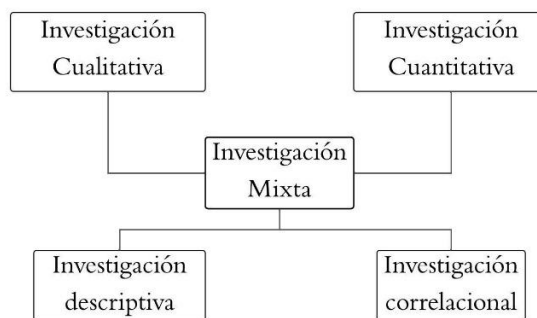 Investigación
Cualitativa
Investigación
Cuantitativa
Investigación
Mixta
Investigación
descriptiva
Investigación
correlacional